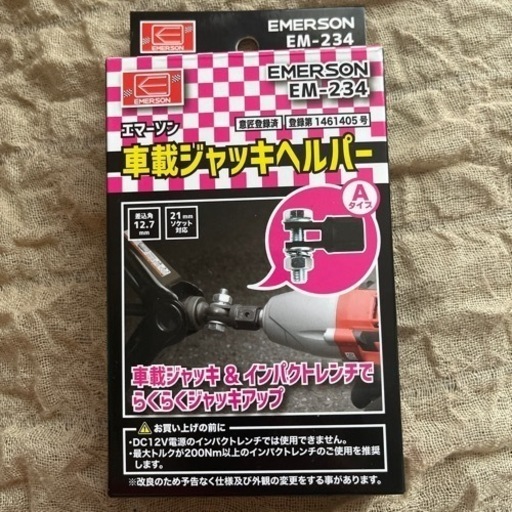 EMERSON
EMERSON
EM-234
EMERSON
EMERSON
EM-234
意匠登録済 登録第1461405号
エマーソン
車載ジャッキヘルパー
Aタイプ
差込角
12.7mm
21mm
ソケット
対応
車載ジャッキ&インパクトレンチで
らくらくジャッキアップ
お買い上げの前に
・DC12V電源のインパクトレンチでは使用できません。
・最大トルクが200Nm以上のインパクトレンチのご使用を推奨
します。
※改良のため予告なく仕様及び外観の変更をする事が有ります。